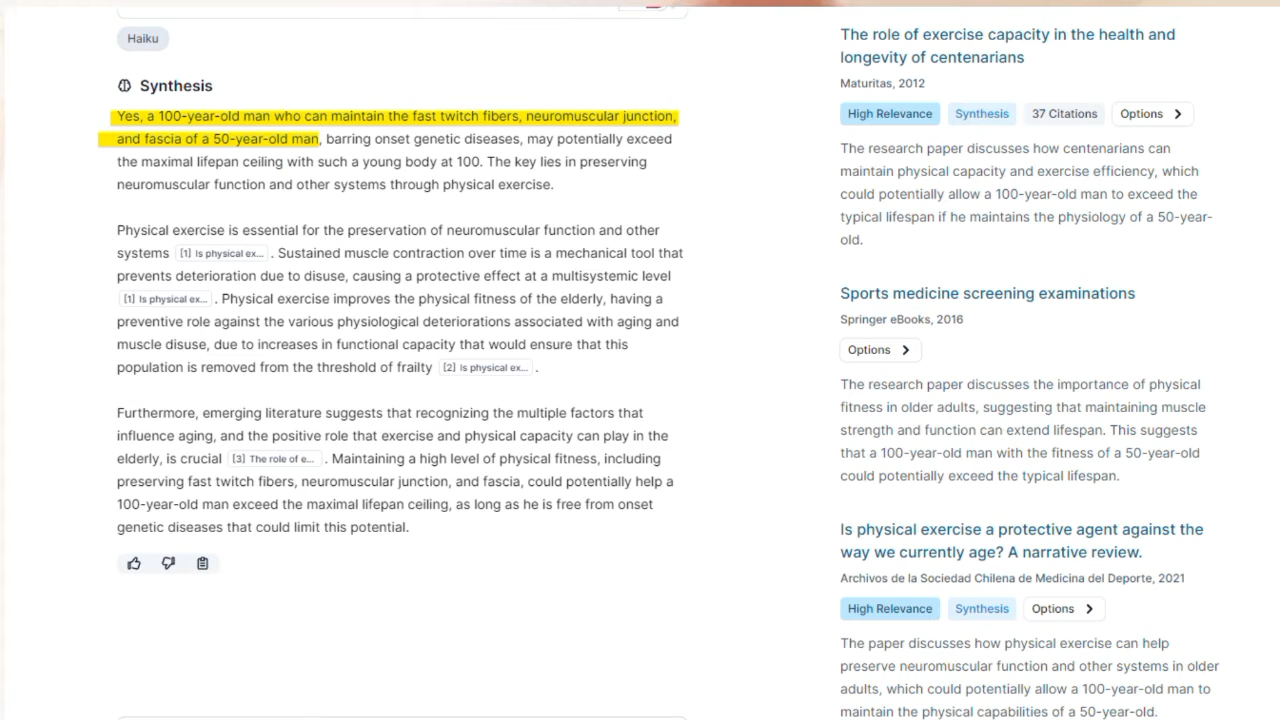 Haiku
Synthesis
Yes, a 100-year-old man who can maintain the fast twitch fibers, neuromuscular junction,
and fascia of a 50-year-old man, barring onset genetic diseases, may potentially exceed
the maximal lifepan ceiling with such a young body at 100. The key lies in preserving
neuromuscular function and other systems through physical exercise.
Physical exercise is essential for the preservation of neuromuscular function and other
systems [1] Is physical ex... . Sustained muscle contraction over time is a mechanical tool that
prevents deterioration due to disuse, causing a protective effect at a multisystemic level
[1] Is physical ex... . Physical exercise improves the physical fitness of the elderly, having a
preventive role against the various physiological deteriorations associated with aging and
muscle disuse, due to increases in functional capacity that would ensure that this
population is removed from the threshold of frailty [2] Is physical ex... .
Furthermore, emerging literature suggests that recognizing the multiple factors that
influence aging, and the positive role that exercise and physical capacity can play in the
elderly, is crucial [3] The role of e... . Maintaining a high level of physical fitness, including
preserving fast twitch fibers, neuromuscular junction, and fascia, could potentially help a
100-year-old man exceed the maximal lifepan ceiling, as long as he is free from onset
genetic diseases that could limit this potential.
The role of exercise capacity in the health and
longevity of centenarians
Maturitas, 2012
High Relevance Synthesis 37 Citations Options
The research paper discusses how centenarians can
maintain physical capacity and exercise efficiency, which
could potentially allow a 100-year-old man to exceed the
typical lifespan if he maintains the physiology of a 50-year-
old.
Sports medicine screening examinations
Springer eBooks, 2016
Options
The research paper discusses the importance of physical
fitness in older adults, suggesting that maintaining muscle
strength and function can extend lifespan. This suggests
that a 100-year-old man with the fitness of a 50-year-old
could potentially exceed the typical lifespan.
Is physical exercise a protective agent against the
way we currently age? A narrative review.
Archivos de la Sociedad Chilena de Medicina del Deporte, 2021
High Relevance Synthesis Options
The paper discusses how physical exercise can help
preserve neuromuscular function and other systems in older
adults, which could potentially allow a 100-year-old man to
maintain the physical capabilities of a 50-year-old.